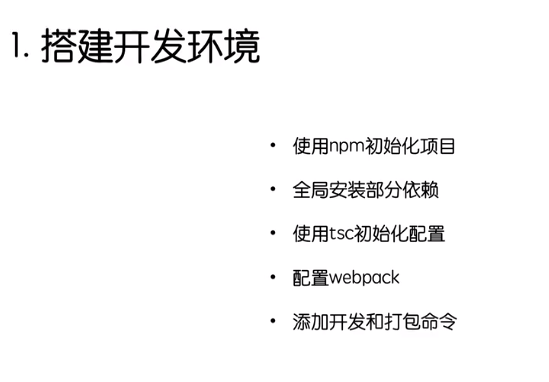 1. 搭建开发环境
• 使用npm初始化项目
• 全局安装部分依赖
• 使用tsc初始化配置
• 配置webpack
• 添加开发和打包命令